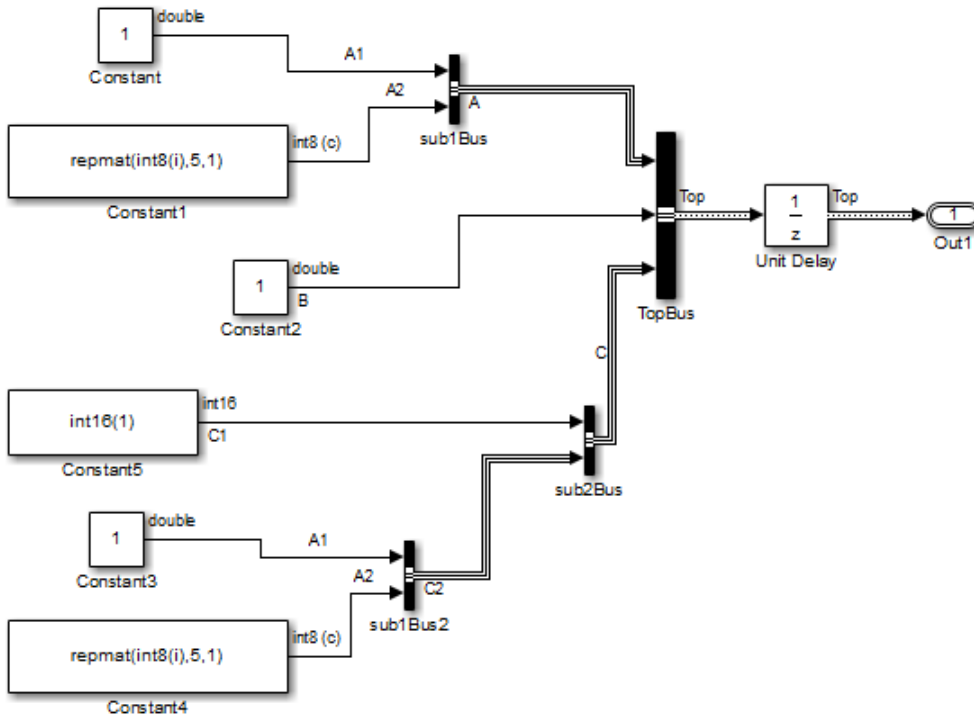 double
1
Constant
A1
A2
A
sub1Bus
int8 (c)
repmat(int8(i),5,1)
Constant1
double
1
B
Constant2
Top
TopBus
1
z
Unit Delay
Top
1
Out1
C
int16
int16(1)
C1
Constant5
sub2Bus
double
1
Constant3
A1
A2
C2
sub1Bus2
int8 (c)
repmat(int8(i),5,1)
Constant4